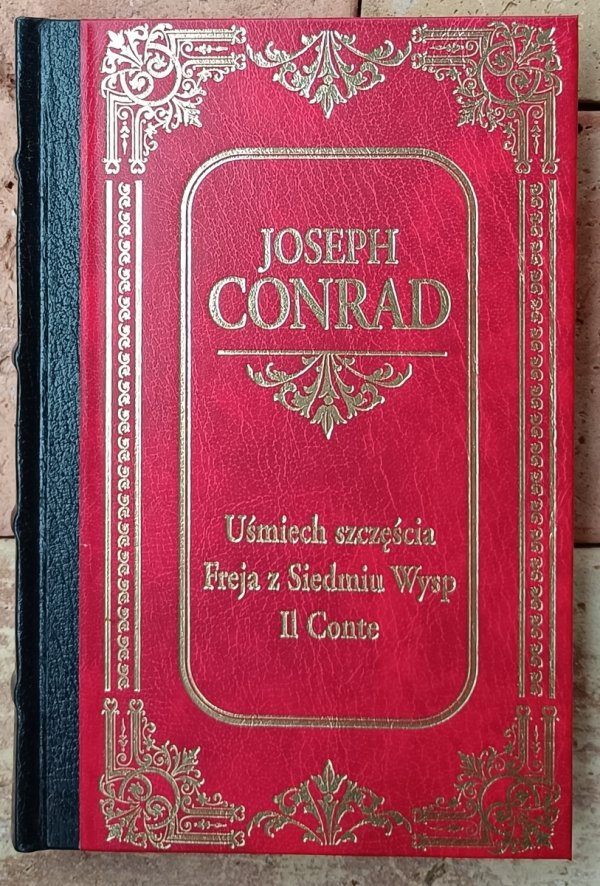 JOSEPH
CONRAD
Uśmiech szczęścia
Freja z Siedmiu Wysp
Il Conte